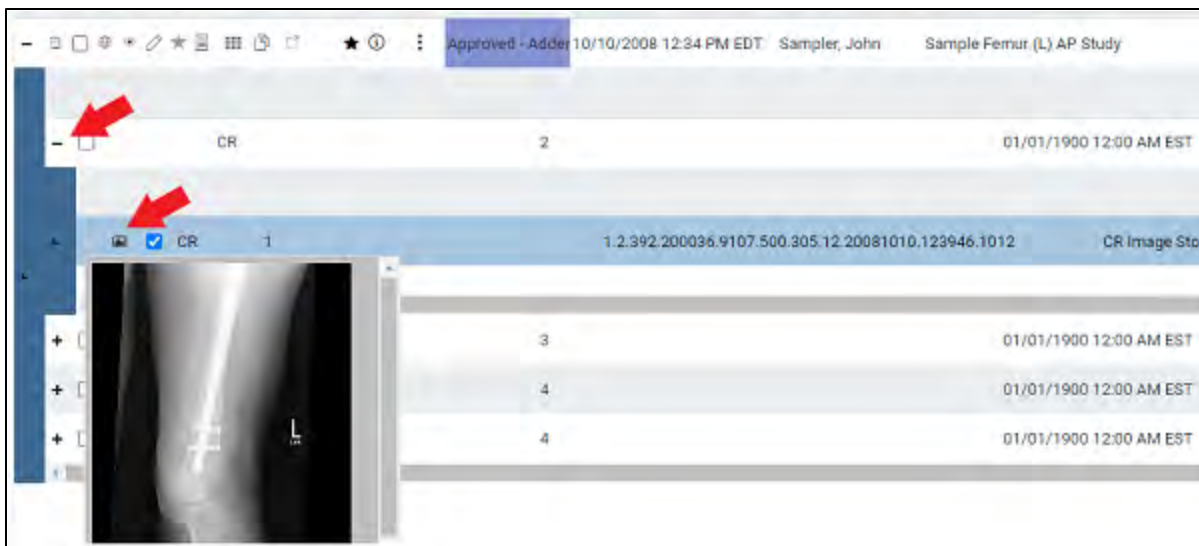 Approved - Adder 10/10/2008 12:34 PM EDT Sampler, John Sample Femur (L) AP Study
CR 2 01/01/1900 12:00 AM EST
CR 1 1.2.392.200036.9107.500.305.12.20081010.123946.1012 CR Image Sto
L
3 01/01/1900 12:00 AM EST
4 01/01/1900 12:00 AM EST
4 01/01/1900 12:00 AM EST